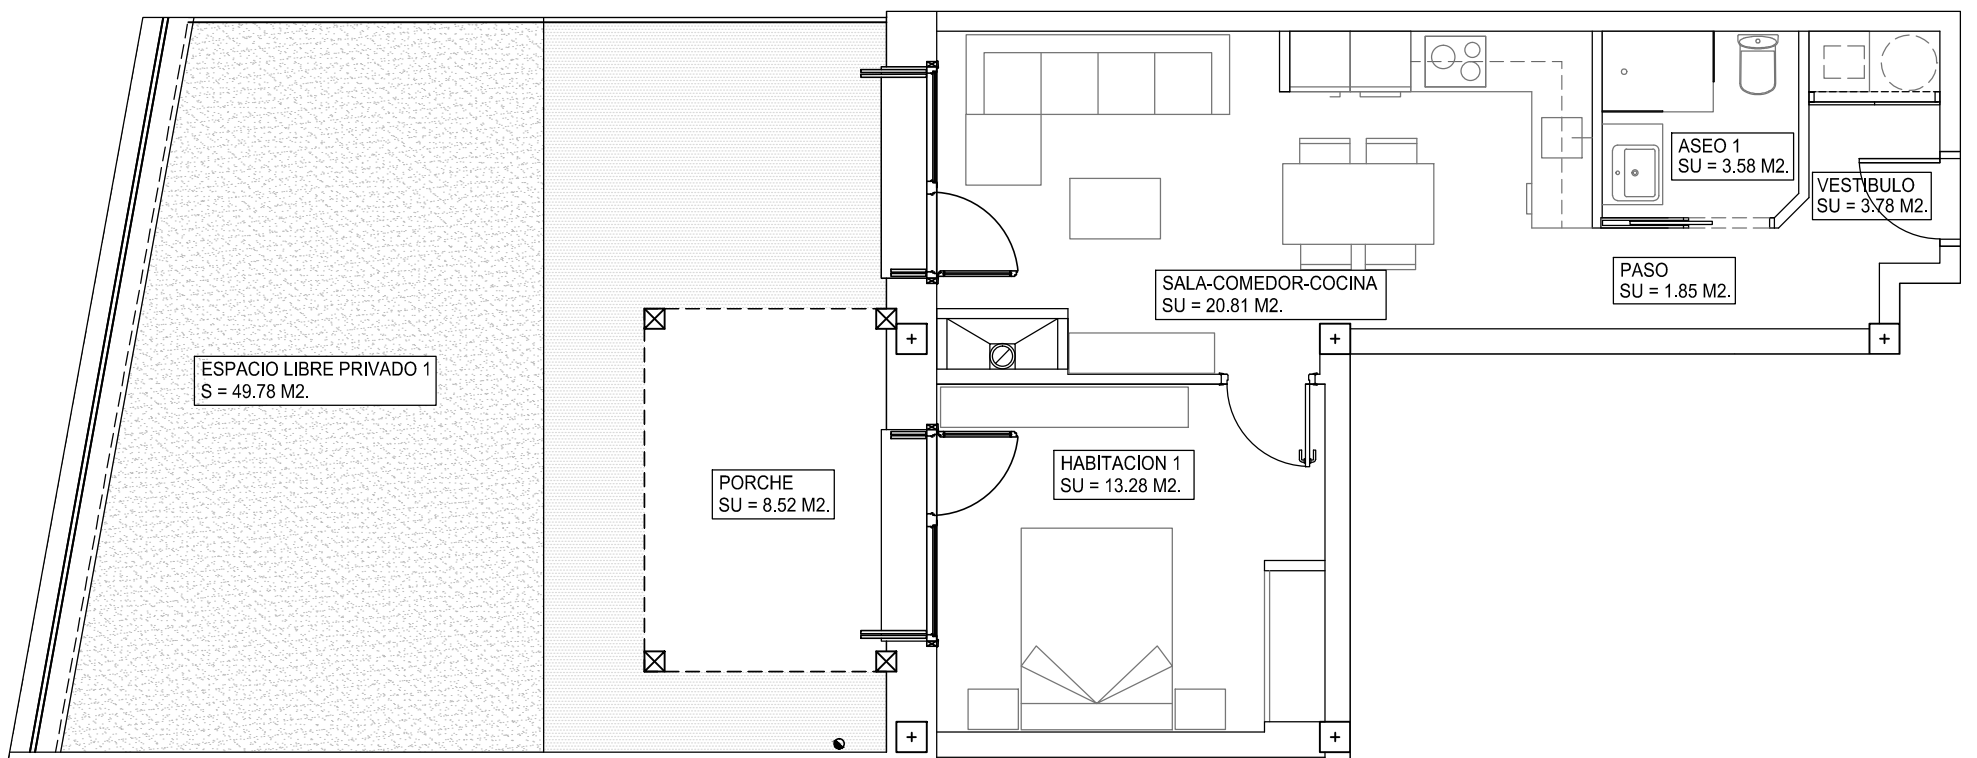 ASEO 1
SU = 3.58 M2.
VESTIBULO
SU = 3.78 M2.
PASO
SU = 1.85 M2.
SALA-COMEDOR-COCINA
SU = 20.81 M2.
ESPACIO LIBRE PRIVADO 1
S = 49.78 M2.
HABITACION 1
SU = 13.28 M2.
PORCHE
SU = 8.52 M2.